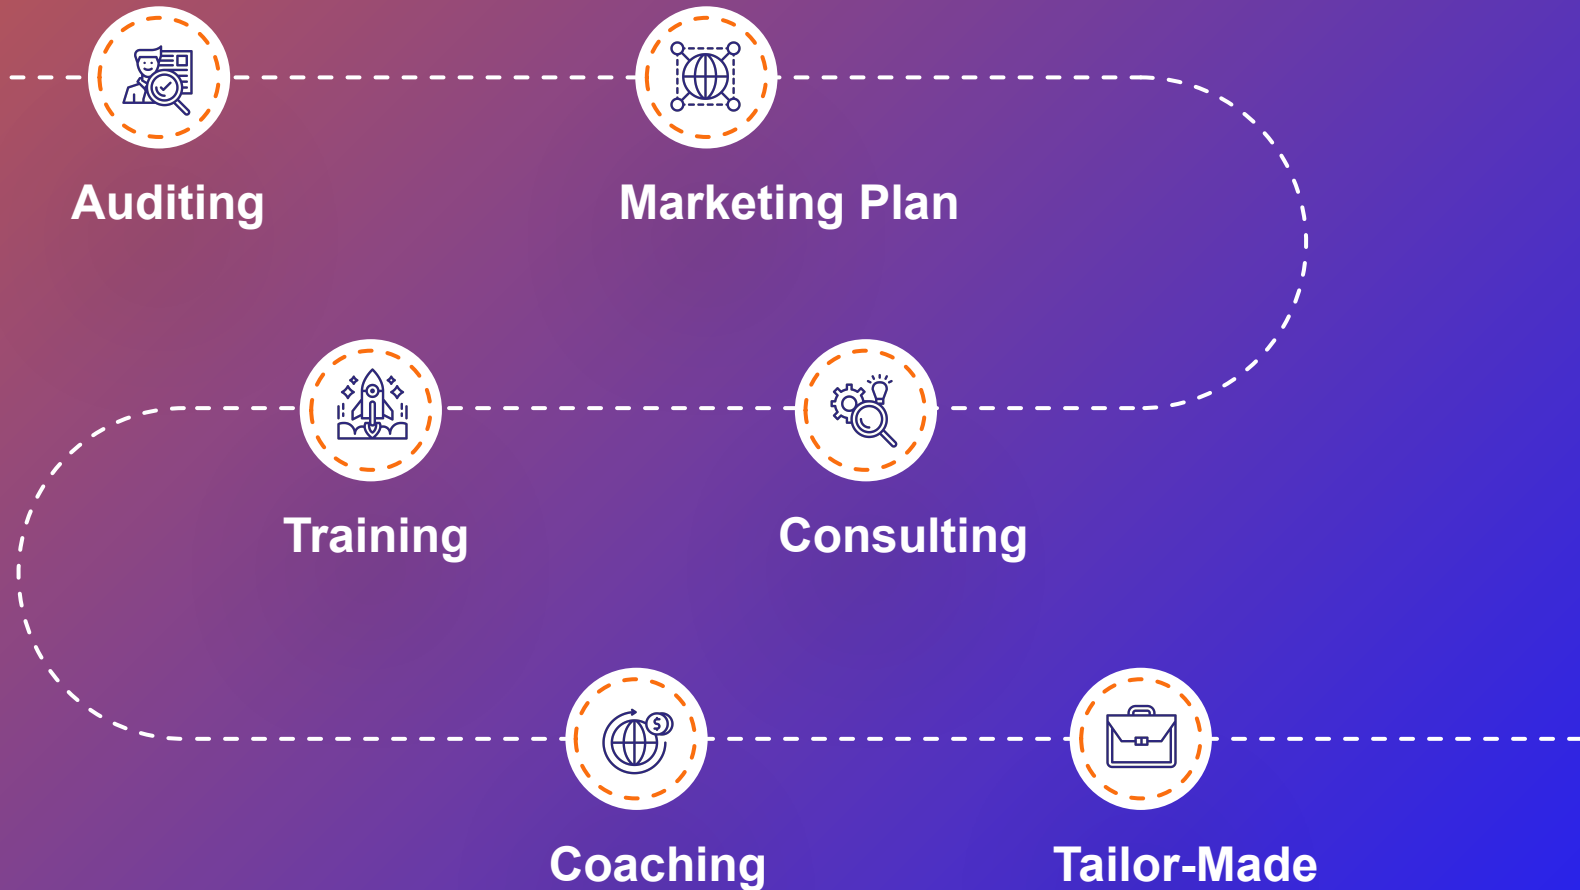 Auditing
Marketing Plan
Training
Consulting
Coaching
Tailor-Made
$